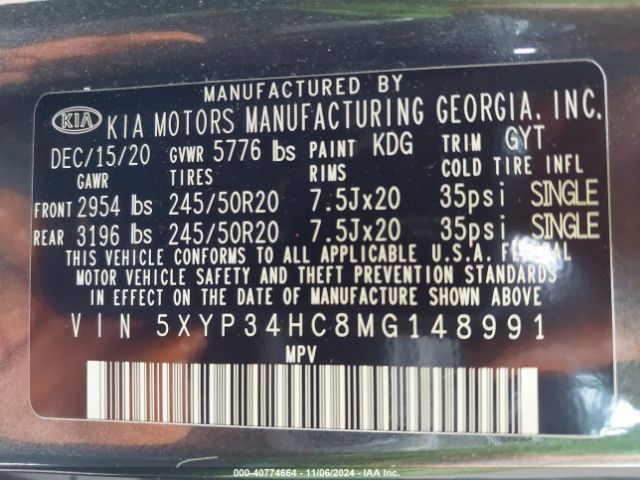 MANUFACTURED BY
KIA KIA MOTORS MANUFACTURING GEORGIA, INC.
DEC/15/20 GVWR 5776 lbs PAINT KDG TRIM GYT
GAWR TIRES RIMS COLD TIRE INFL
FRONT 2954 lbs 245/50R20 7.5Jx20 35psi SINGLE
REAR 3196 lbs 245/50R20 7.5Jx20 35psi SINGLE
THIS VEHICLE CONFORMS TO ALL APPLICABLE U.S.A. FEDERAL
MOTOR VEHICLE SAFETY AND THEFT PREVENTION STANDARDS
IN EFFECT ON THE DATE OF MANUFACTURE SHOWN ABOVE
VIN 5XYP34HC8MG148991
MPV
000-40774664 - 11/06/2024 - IAA Inc.